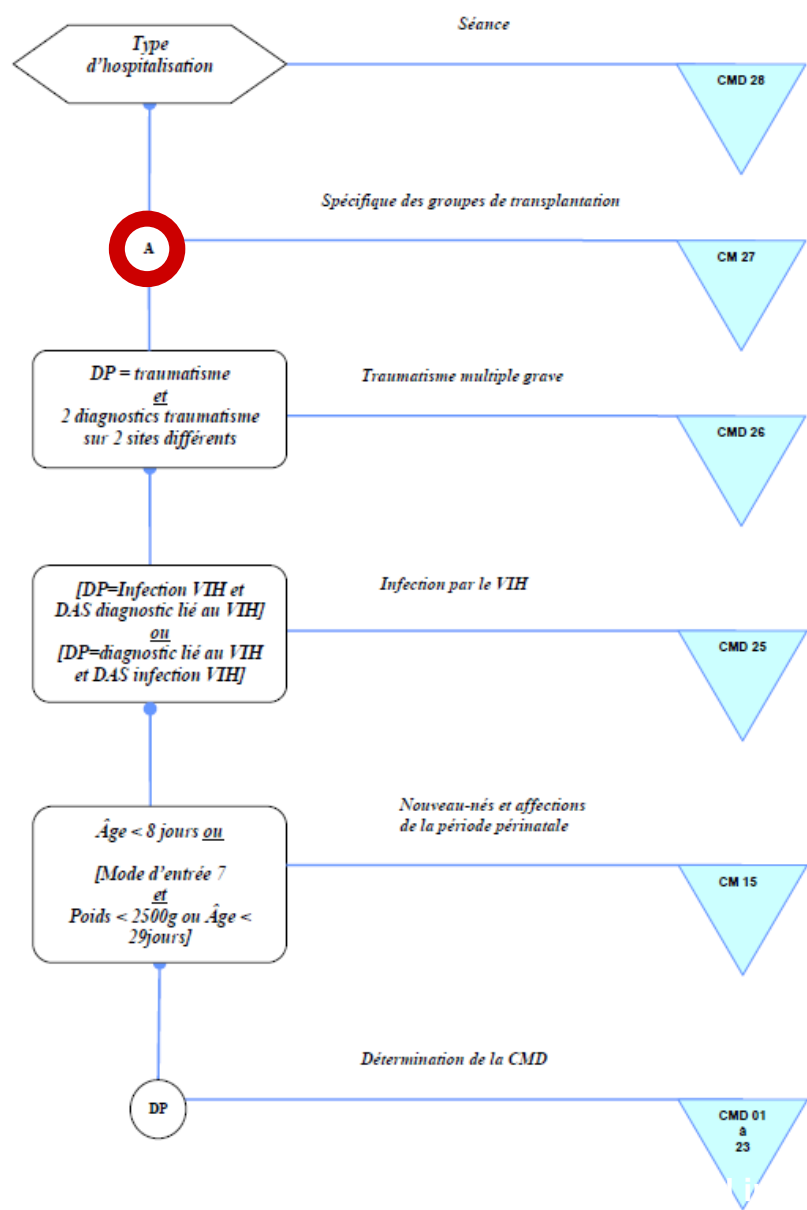 Séance
Type
d'hospitalisation
CMD 28
Spécifique des groupes de transplantation
A
CM 27
DP = traumatisme
et
2 diagnostics traumatisme
sur 2 sites différents
Traumatisme multiple grave
CMD 26
[DP=Infection VIH et
DAS diagnostic lié au VIH]
ou
[DP=diagnostic lié au VIH
et DAS infection VIH]
Infection par le VIH
CMD 25
Nouveau-nés et affections
de la période périnatale
Âge < 8 jours ou
[Mode d'entrée 7
et
Poids < 2500g ou Âge <
29jours]
CM 15
Détermination de la CMD
DP
CMD 01
à
23